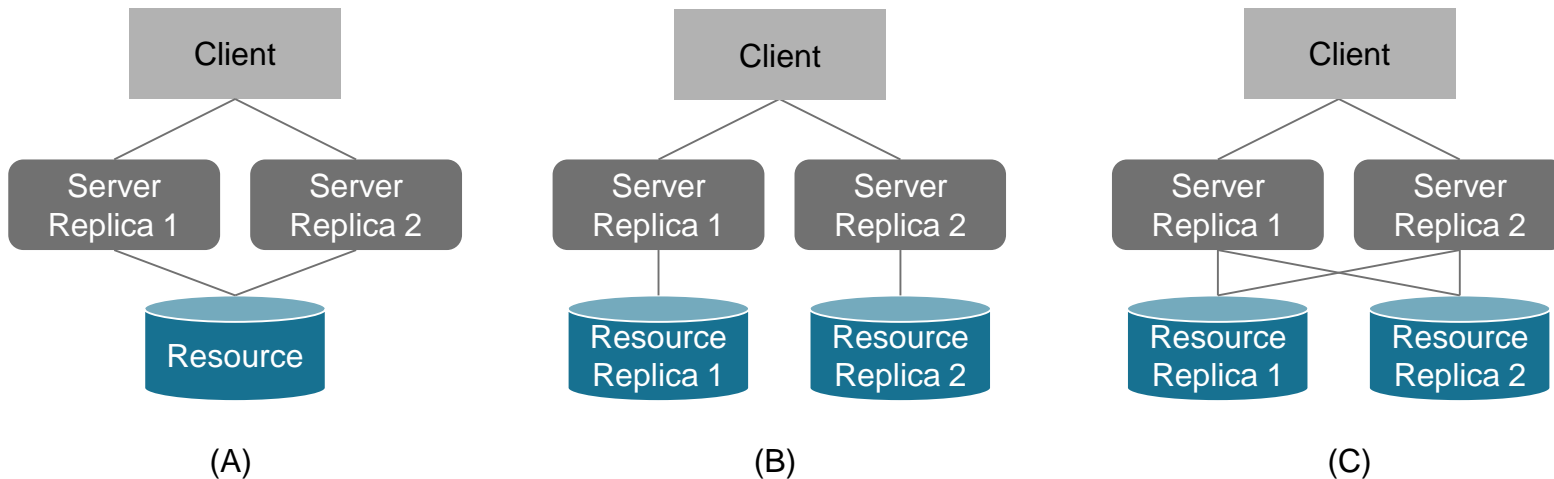 Client
Server
Replica 1
Server
Replica 2
Resource
(A)
Client
Server
Replica 1
Server
Replica 2
Resource
Replica 1
Resource
Replica 2
(B)
Client
Server
Replica 1
Server
Replica 2
Resource
Replica 1
Resource
Replica 2
(C)